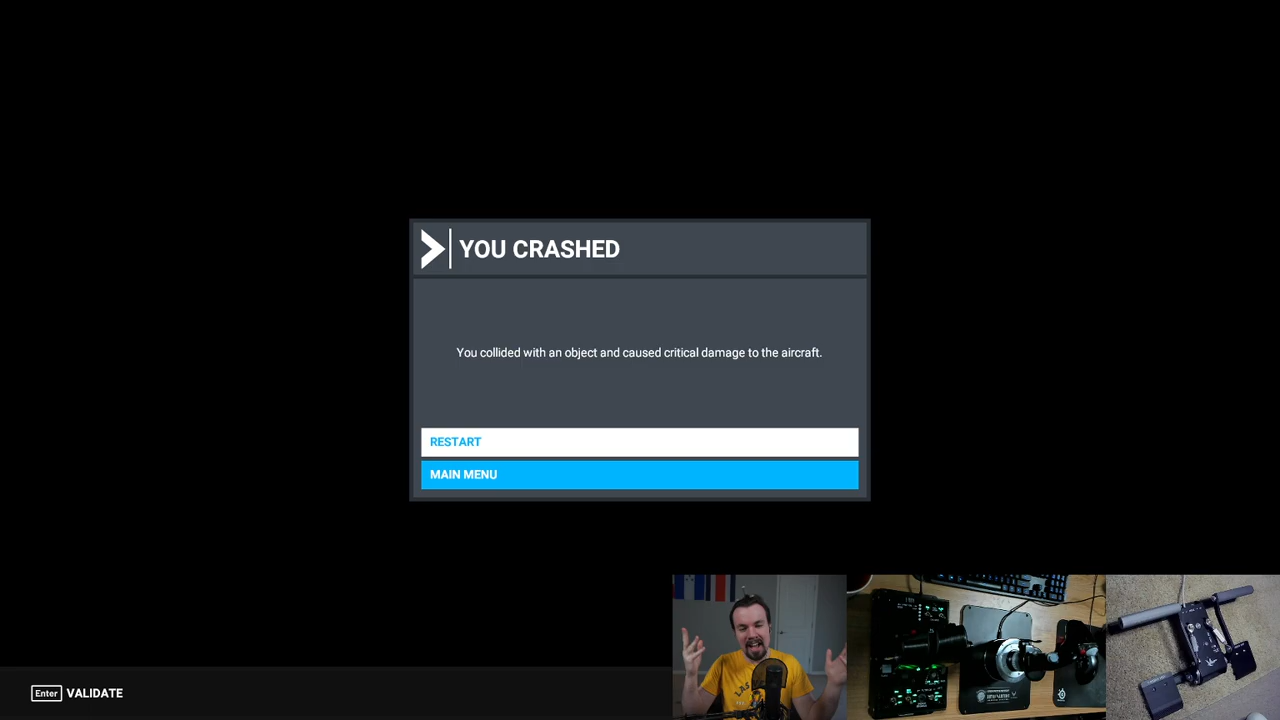 YOU CRASHED
You collided with an object and caused critical damage to the aircraft.
RESTART
MAIN MENU
Enter VALIDATE